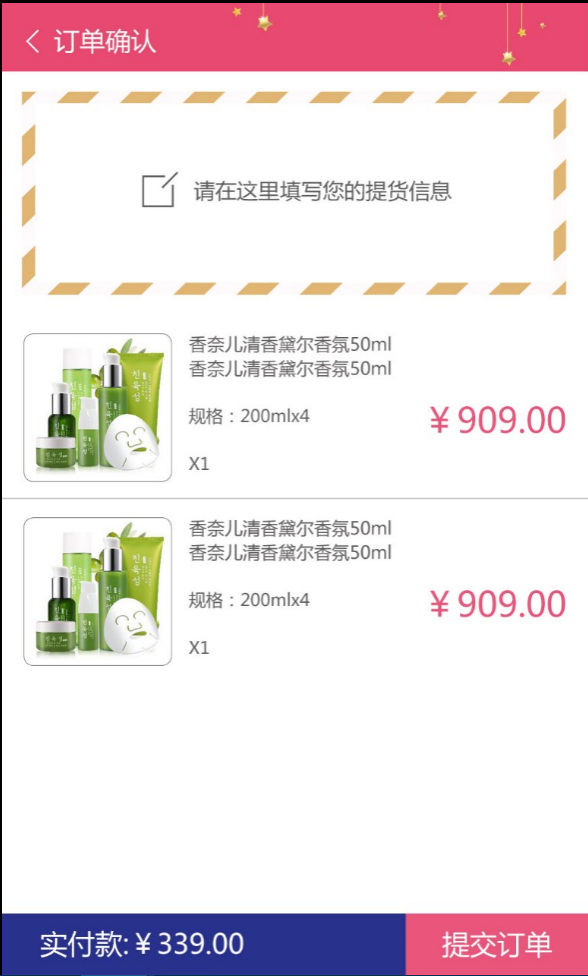 订单确认
请在这里填写您的提货信息
香奈儿清香黛尔香氛50ml
香奈儿清香黛尔香氛50ml
规格：200mlx4
¥ 909.00
X1
香奈儿清香黛尔香氛50ml
香奈儿清香黛尔香氛50ml
规格：200mlx4
¥ 909.00
X1
实付款:¥ 339.00
提交订单